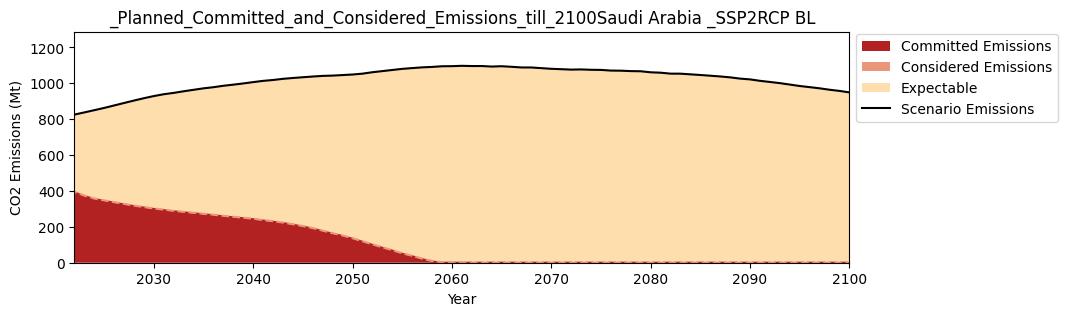 _Planned_Committed_and_Considered_Emissions_till_2100Saudi Arabia _SSP2RCP BL
1200
1000
800
600
400
200
0
CO2 Emissions (Mt)
2030 2040 2050 2060 2070 2080 2090 2100
Year
Committed Emissions
Considered Emissions
Expectable
Scenario Emissions